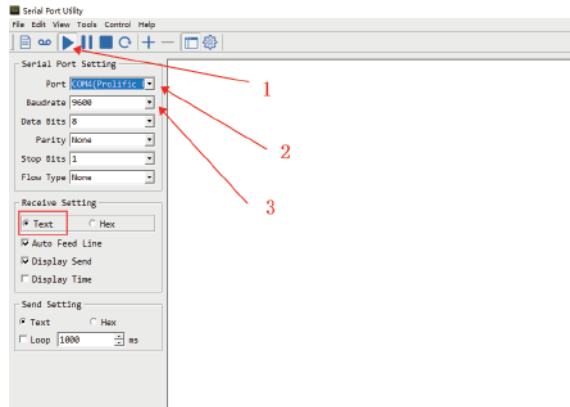 Serial Port Utility
File Edit View Tools Control Help
Serial Port Setting
Port COM4(Prolific
Baudrate 9600
Data Bits 8
Parity None
Stop Bits 1
Flow Type None
Receive Setting
Text Hex
Auto Feed Line
Display Send
Display Time
Send Setting
Text Hex
Loop 1000 ms
1
2
3